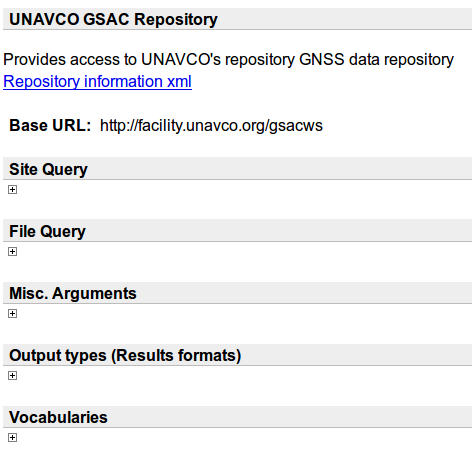 UNAVCO GSAC Repository
Provides access to UNAVCO's repository GNSS data repository
Repository information xml
Base URL: http://facility.unavco.org/gsacws
Site Query
File Query
Misc. Arguments
Output types (Results formats)
Vocabularies